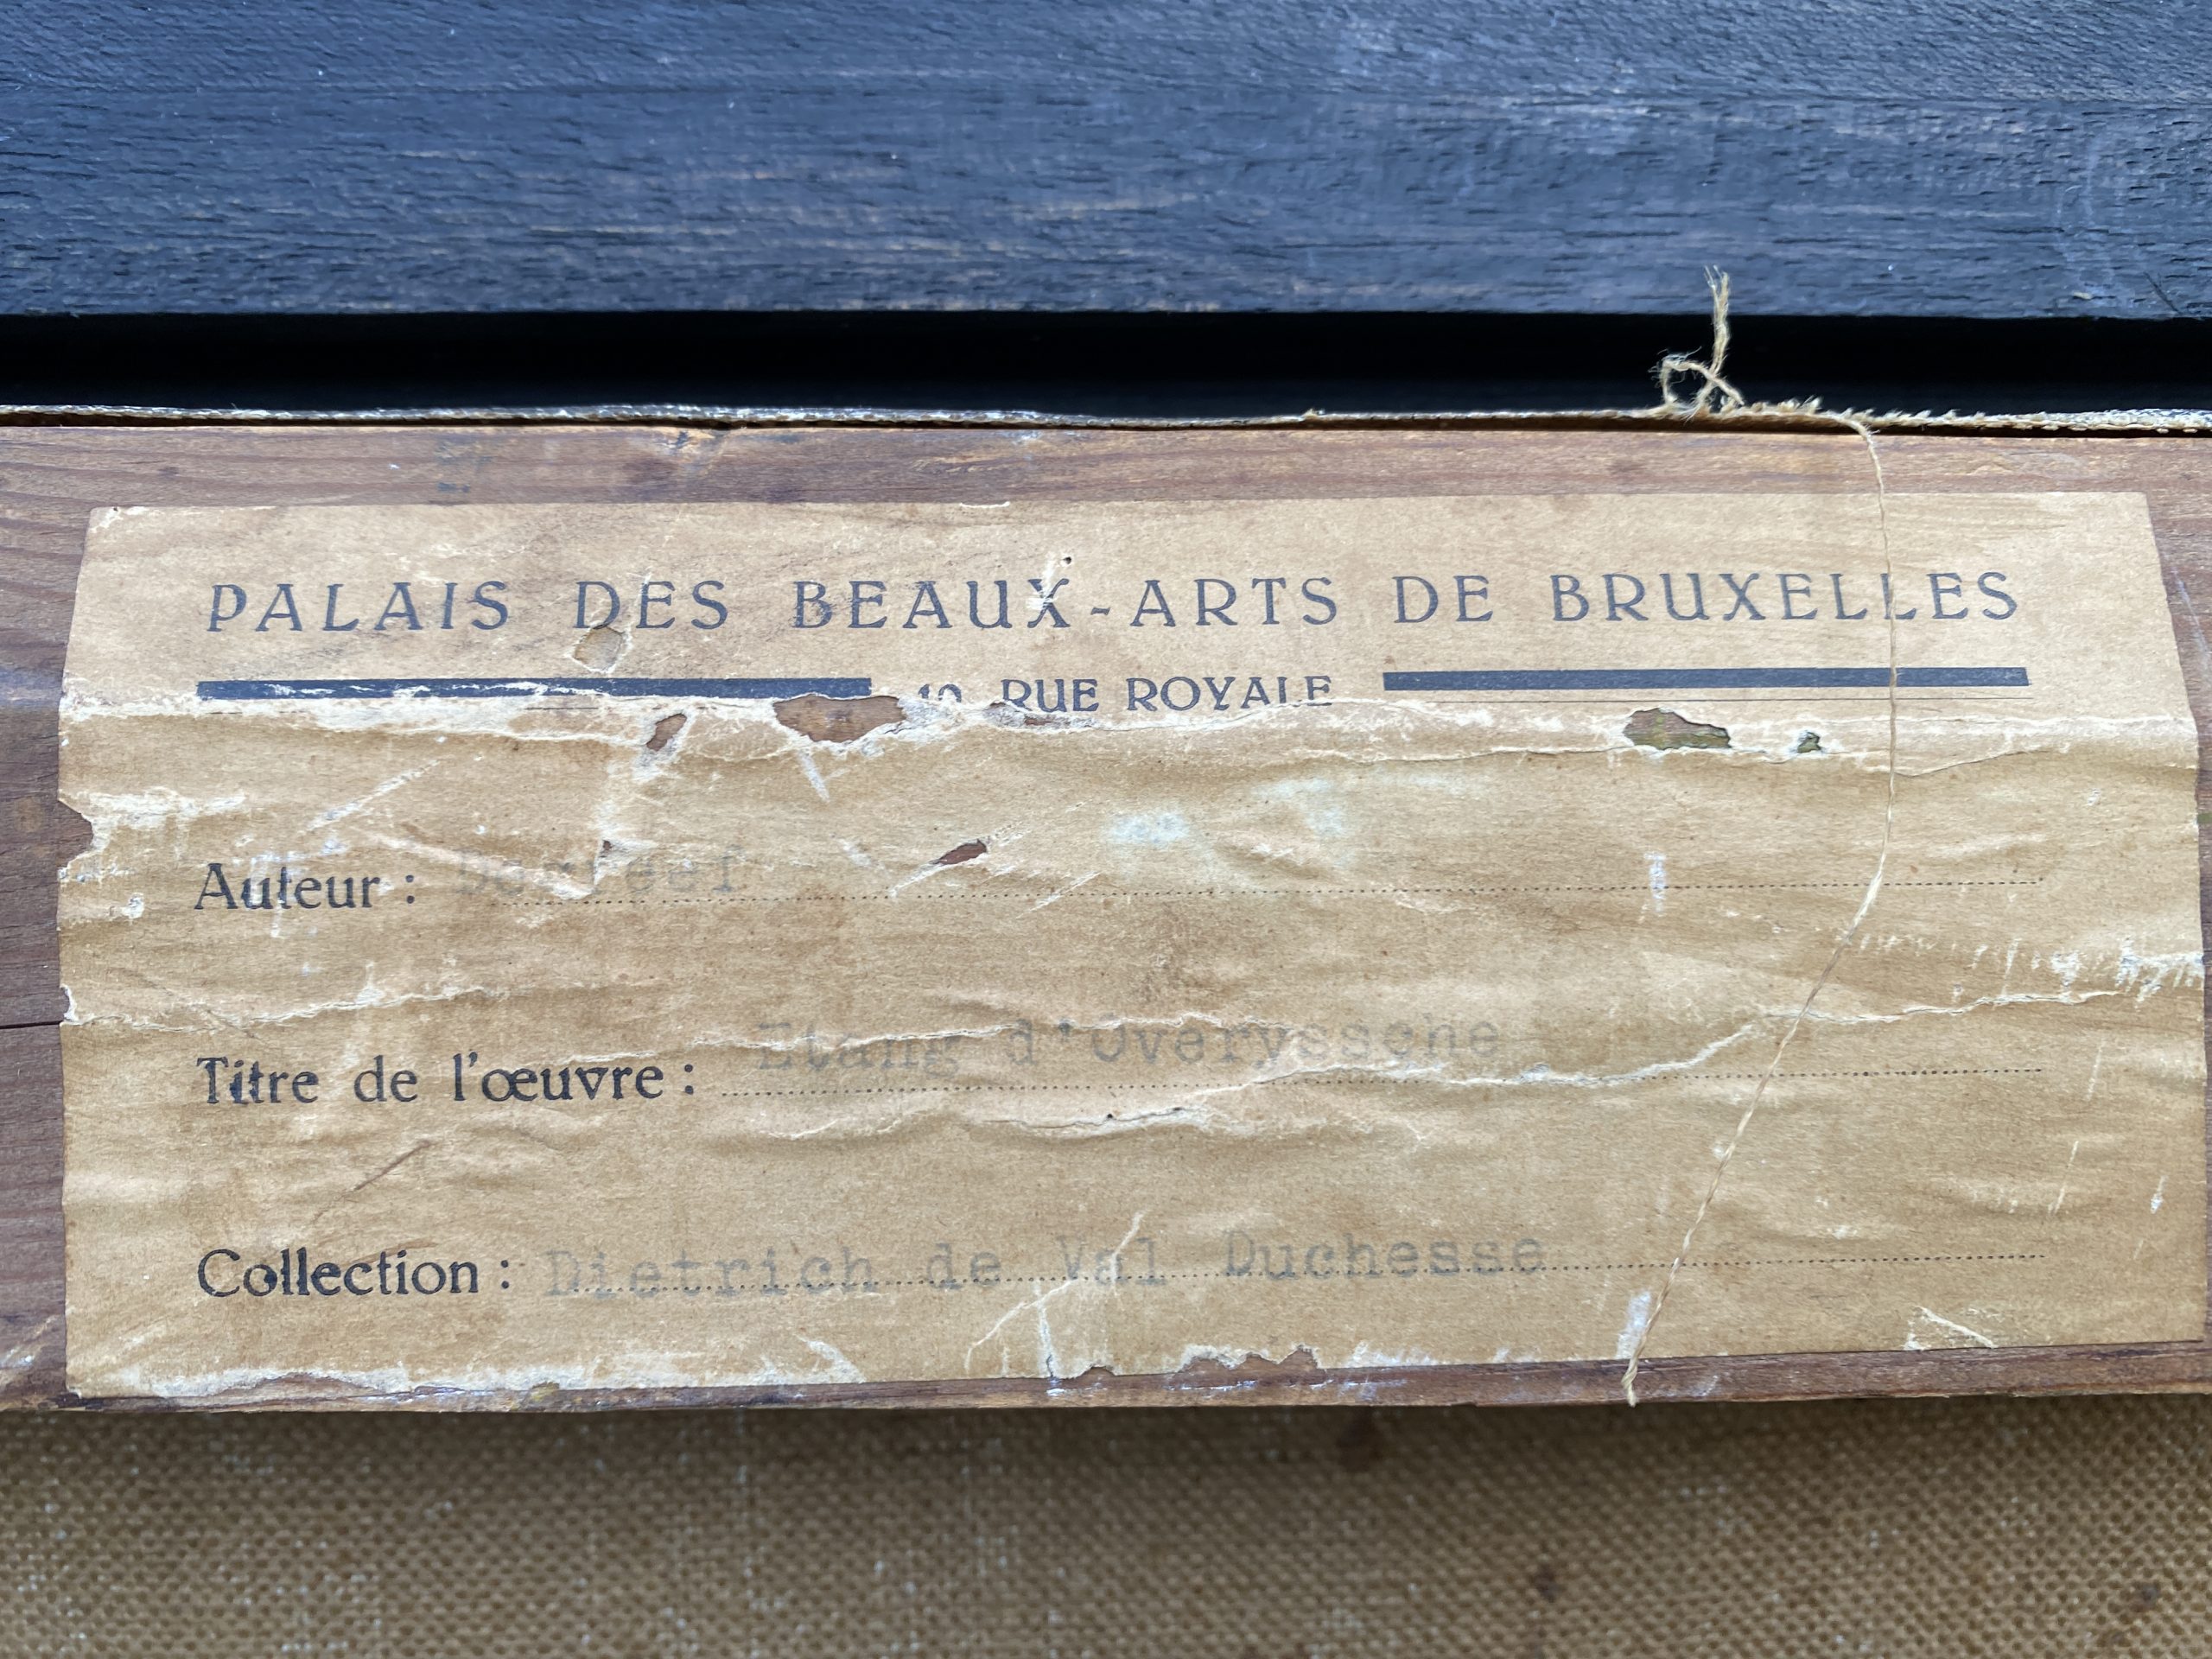 PALAIS DES BEAUX-ARTS DE BRUXELLES
10 RUE ROYALE
Auteur :
Titre de l'œuvre : Etang d'Overyssche
Collection : Dietrich de Val Duchesse